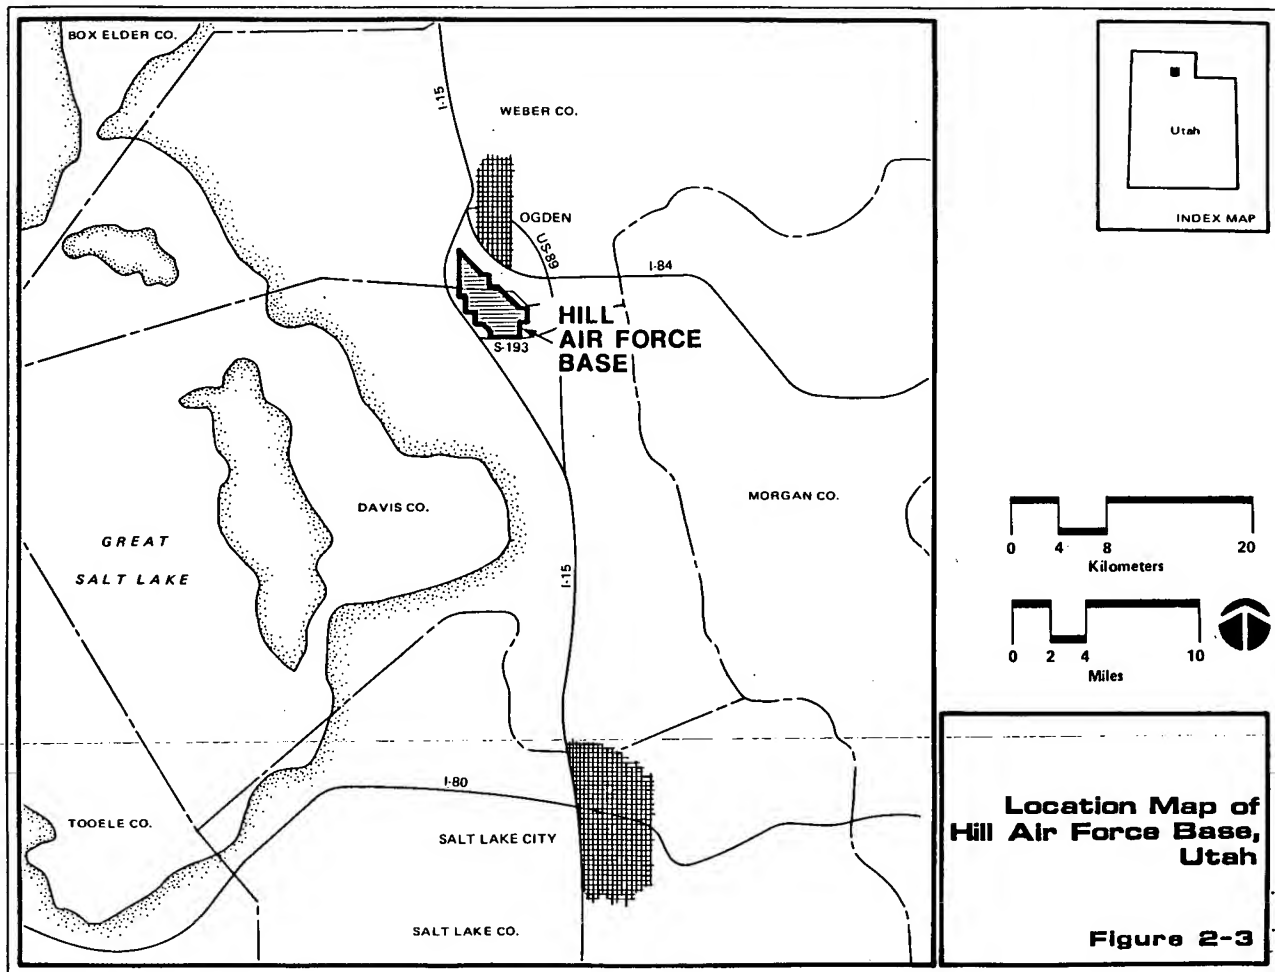 BOX ELDER CO.
I-15
WEBER CO.
OGDEN
US-89
I-84
HILL
AIR FORCE
BASE
S-193
DAVIS CO.
MORGAN CO.
GREAT
SALT LAKE
I-15
I-80
TOOELE CO.
SALT LAKE CITY
SALT LAKE CO.
Utah
INDEX MAP
0 4 8 20
Kilometers
0 2 4 10
Miles
Location Map of
Hill Air Force Base,
Utah
Figure 2-3